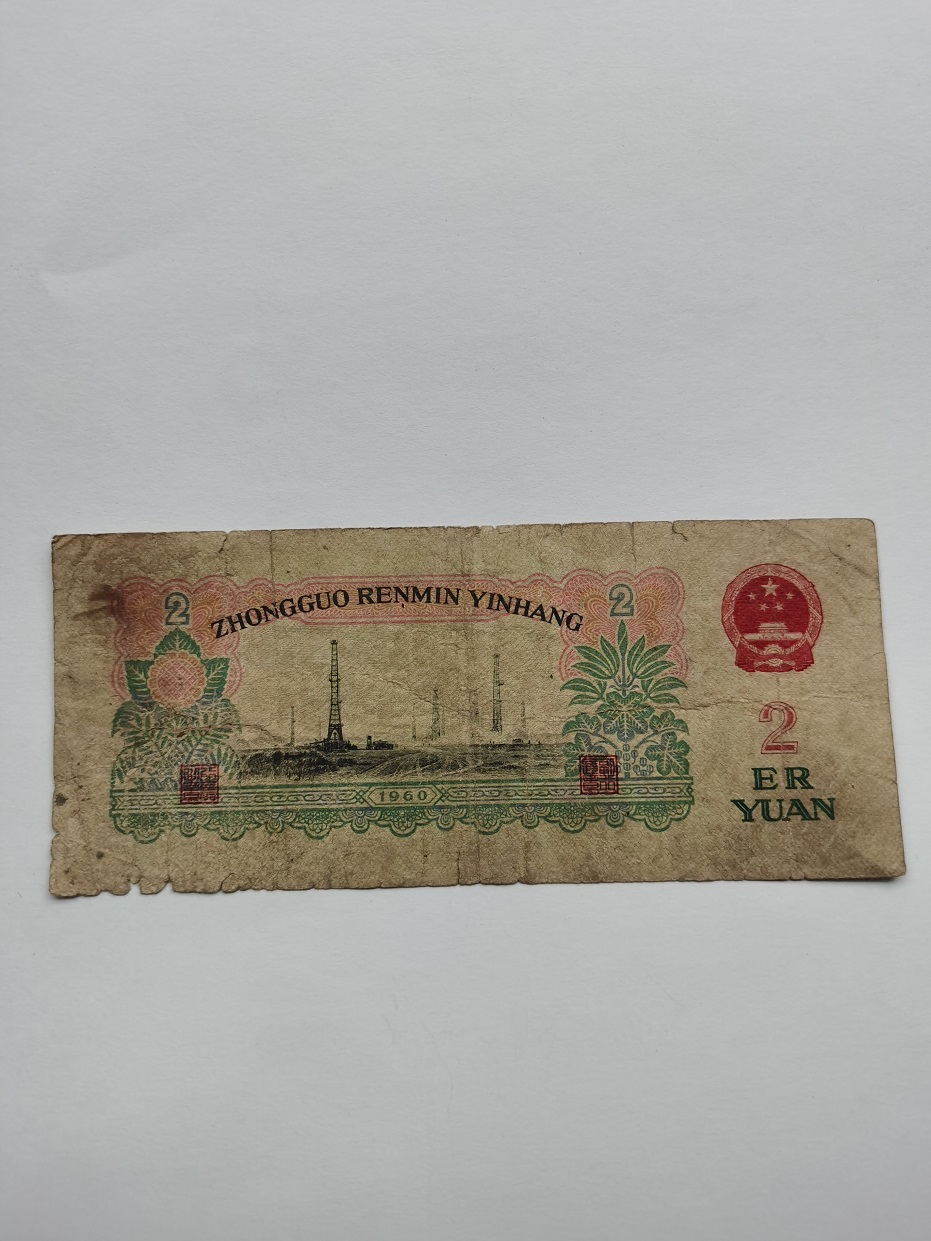 2
ZHONGGUO RENMIN YINHANG
2
2
ER
YUAN
1960